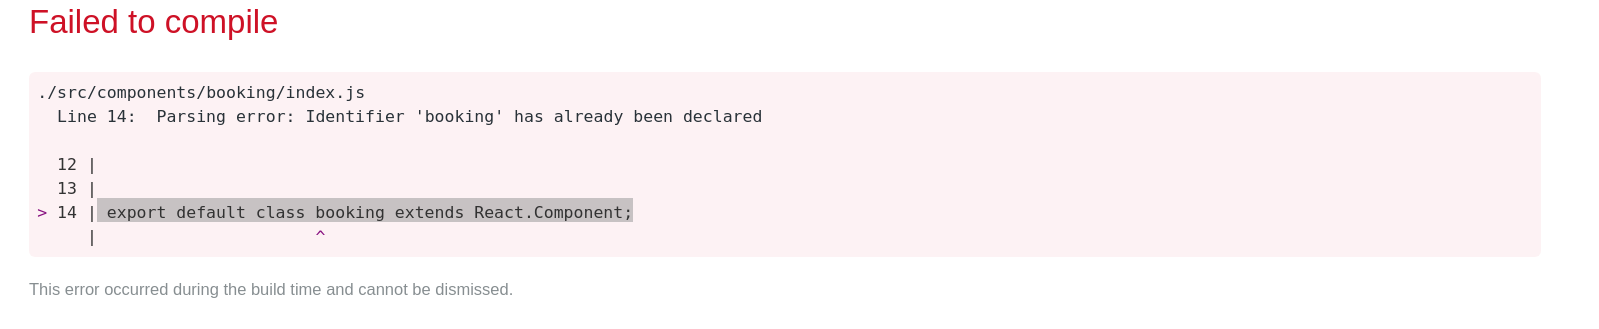 Failed to compile
./src/components/booking/index.js
  Line 14:  Parsing error: Identifier 'booking' has already been declared
  12 |
  13 |
> 14 | export default class booking extends React.Component;
     |                      ^
This error occurred during the build time and cannot be dismissed.